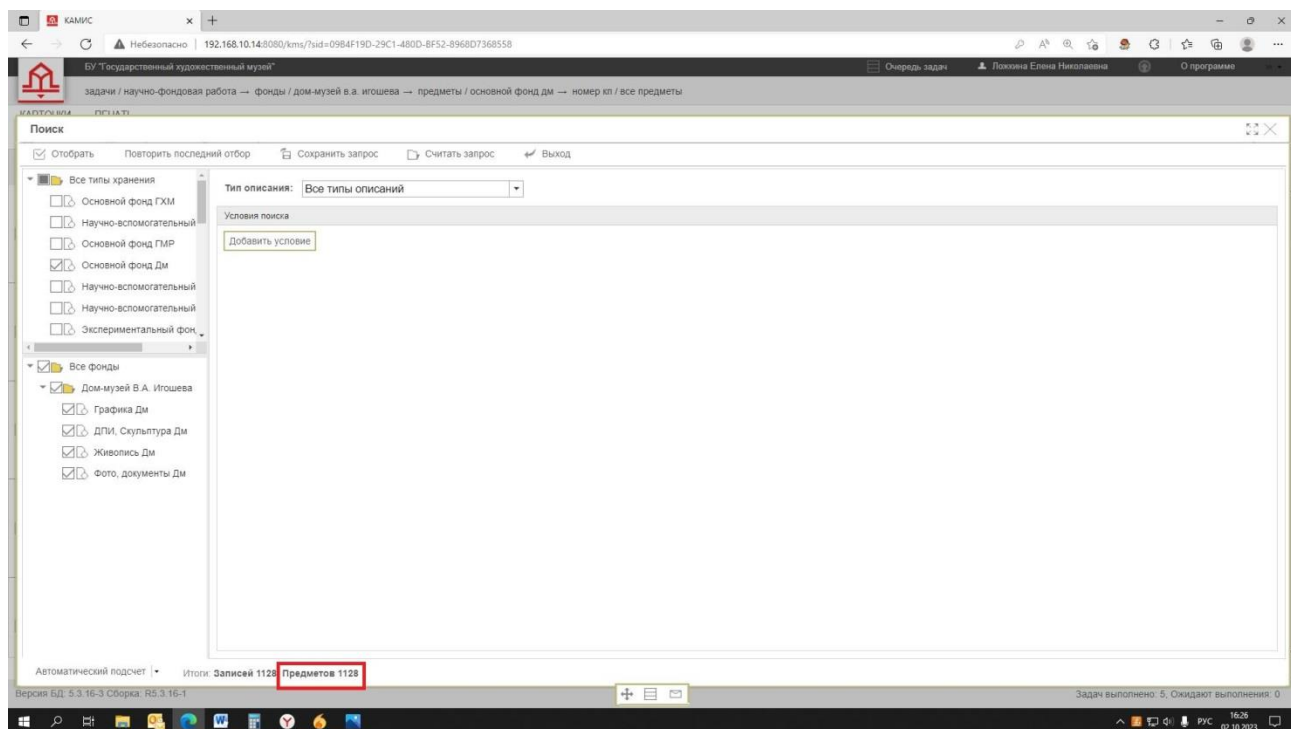 КАМИС
Небезопасно 192.168.10.14:8080/kms/?sid=0984F19D-29C1-480D-BF52-8968D7368558
БУ "Государственный художественный музей" Очередь задач Ложкина Елена Николаевна О программе
задачи / научно-фондовая работа → фонды / дом-музей в.а. игошева → предметы / основной фонд дм → номер кп / все предметы
Поиск
Отобрать Повторить последний отбор Сохранить запрос Считать запрос Выход
Все типы хранения
Тип описания: Все типы описаний
Основной фонд ГХМ
Условия поиска
Научно-вспомогательный
Добавить условие
Основной фонд ГМР
Основной фонд Дм
Научно-вспомогательный
Научно-вспомогательный
Экспериментальный фон
Все фонды
Дом-музей В.А. Игошева
Графика Дм
ДПИ, Скульптура Дм
Живопись Дм
Фото, документы Дм
Автоматический подсчет Итоги: Записей 1128 Предметов 1128
Версия БД: 5.3.16-3 Сборка: R5.3.16-1 Задач выполнено: 5, Ожидают выполнения: 0
РУС 16:26
02.10.2023